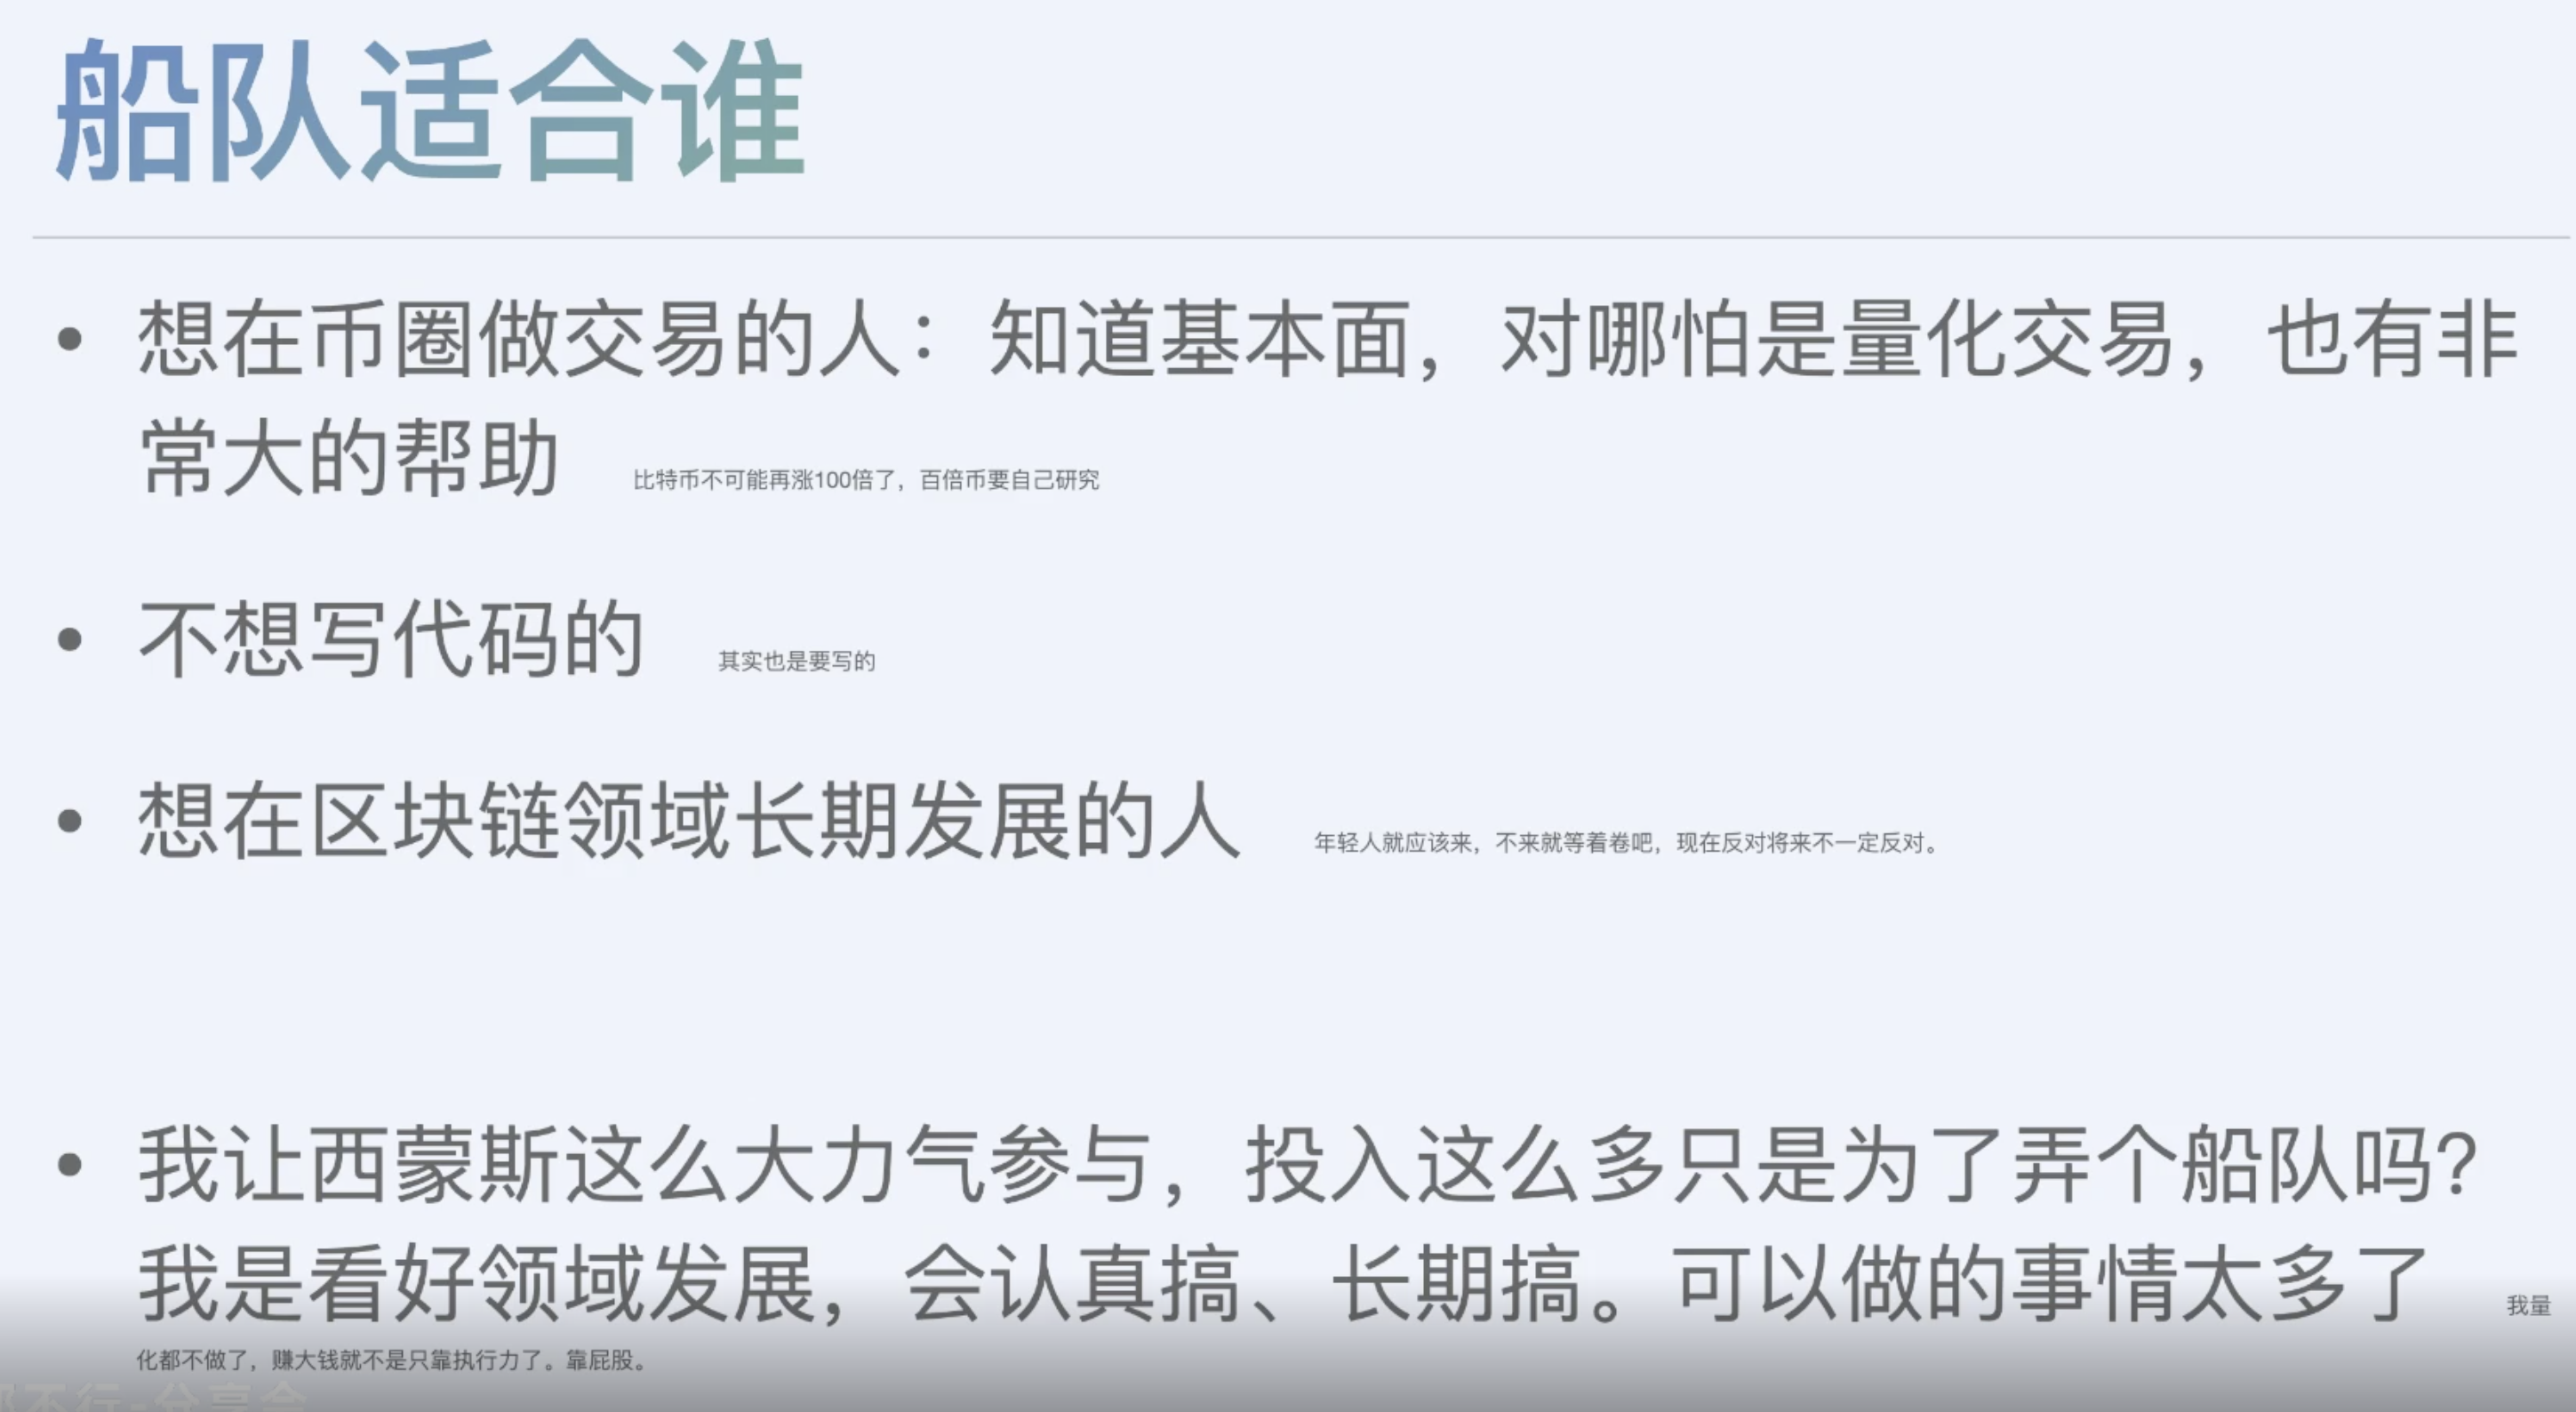 船队适合谁
• 想在币圈做交易的人：知道基本面，对哪怕是量化交易，也有非
常大的帮助 比特币不可能再涨100倍了，百倍币要自己研究
• 不想写代码的 其实也是要写的
• 想在区块链领域长期发展的人 年轻人就应该来，不来就等着卷吧，现在反对将来不一定反对。
• 我让西蒙斯这么大力气参与，投入这么多只是为了弄个船队吗？
我是看好领域发展，会认真搞、长期搞。可以做的事情太多了 我量
化都不做了，赚大钱就不是只靠执行力了。靠屁股。
不行-分享会